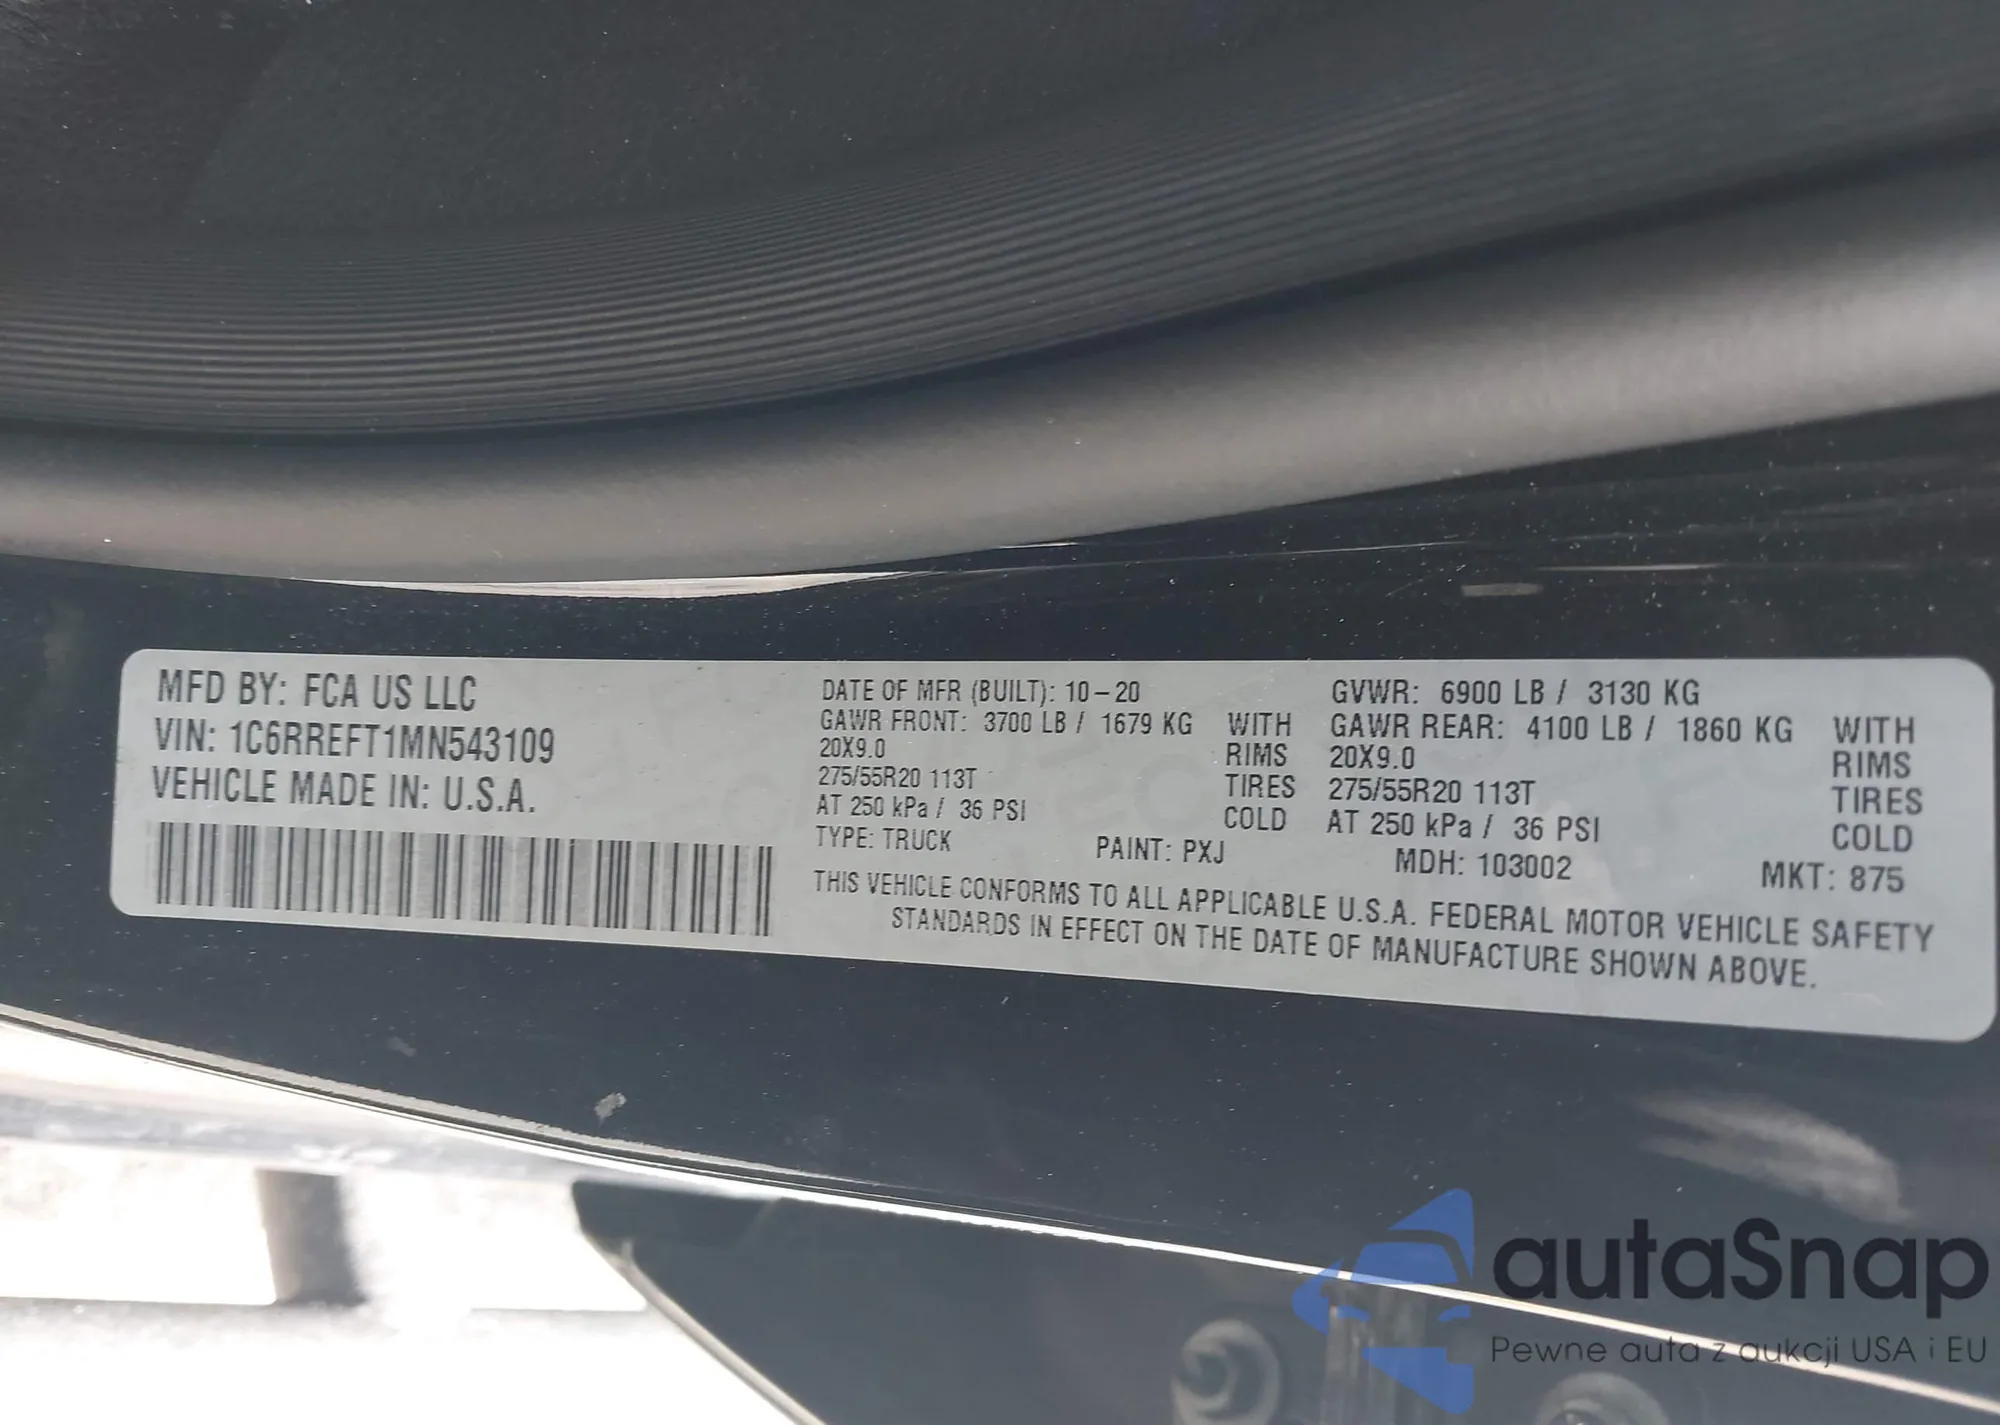 MFD BY: FCA US LLC
VIN: 1C6RREFT1MN543109
VEHICLE MADE IN: U.S.A.
DATE OF MFR (BUILT): 10-20 GVWR: 6900 LB / 3130 KG
GAWR FRONT: 3700 LB / 1679 KG WITH GAWR REAR: 4100 LB / 1860 KG WITH
20X9.0 RIMS 20X9.0 RIMS
275/55R20 113T TIRES 275/55R20 113T TIRES
AT 250 kPa / 36 PSI COLD AT 250 kPa / 36 PSI COLD
TYPE: TRUCK PAINT: PXJ MDH: 103002 MKT: 875
THIS VEHICLE CONFORMS TO ALL APPLICABLE U.S.A. FEDERAL MOTOR VEHICLE SAFETY
STANDARDS IN EFFECT ON THE DATE OF MANUFACTURE SHOWN ABOVE.
autaSnap
Pewne auta z aukcji USA i EU